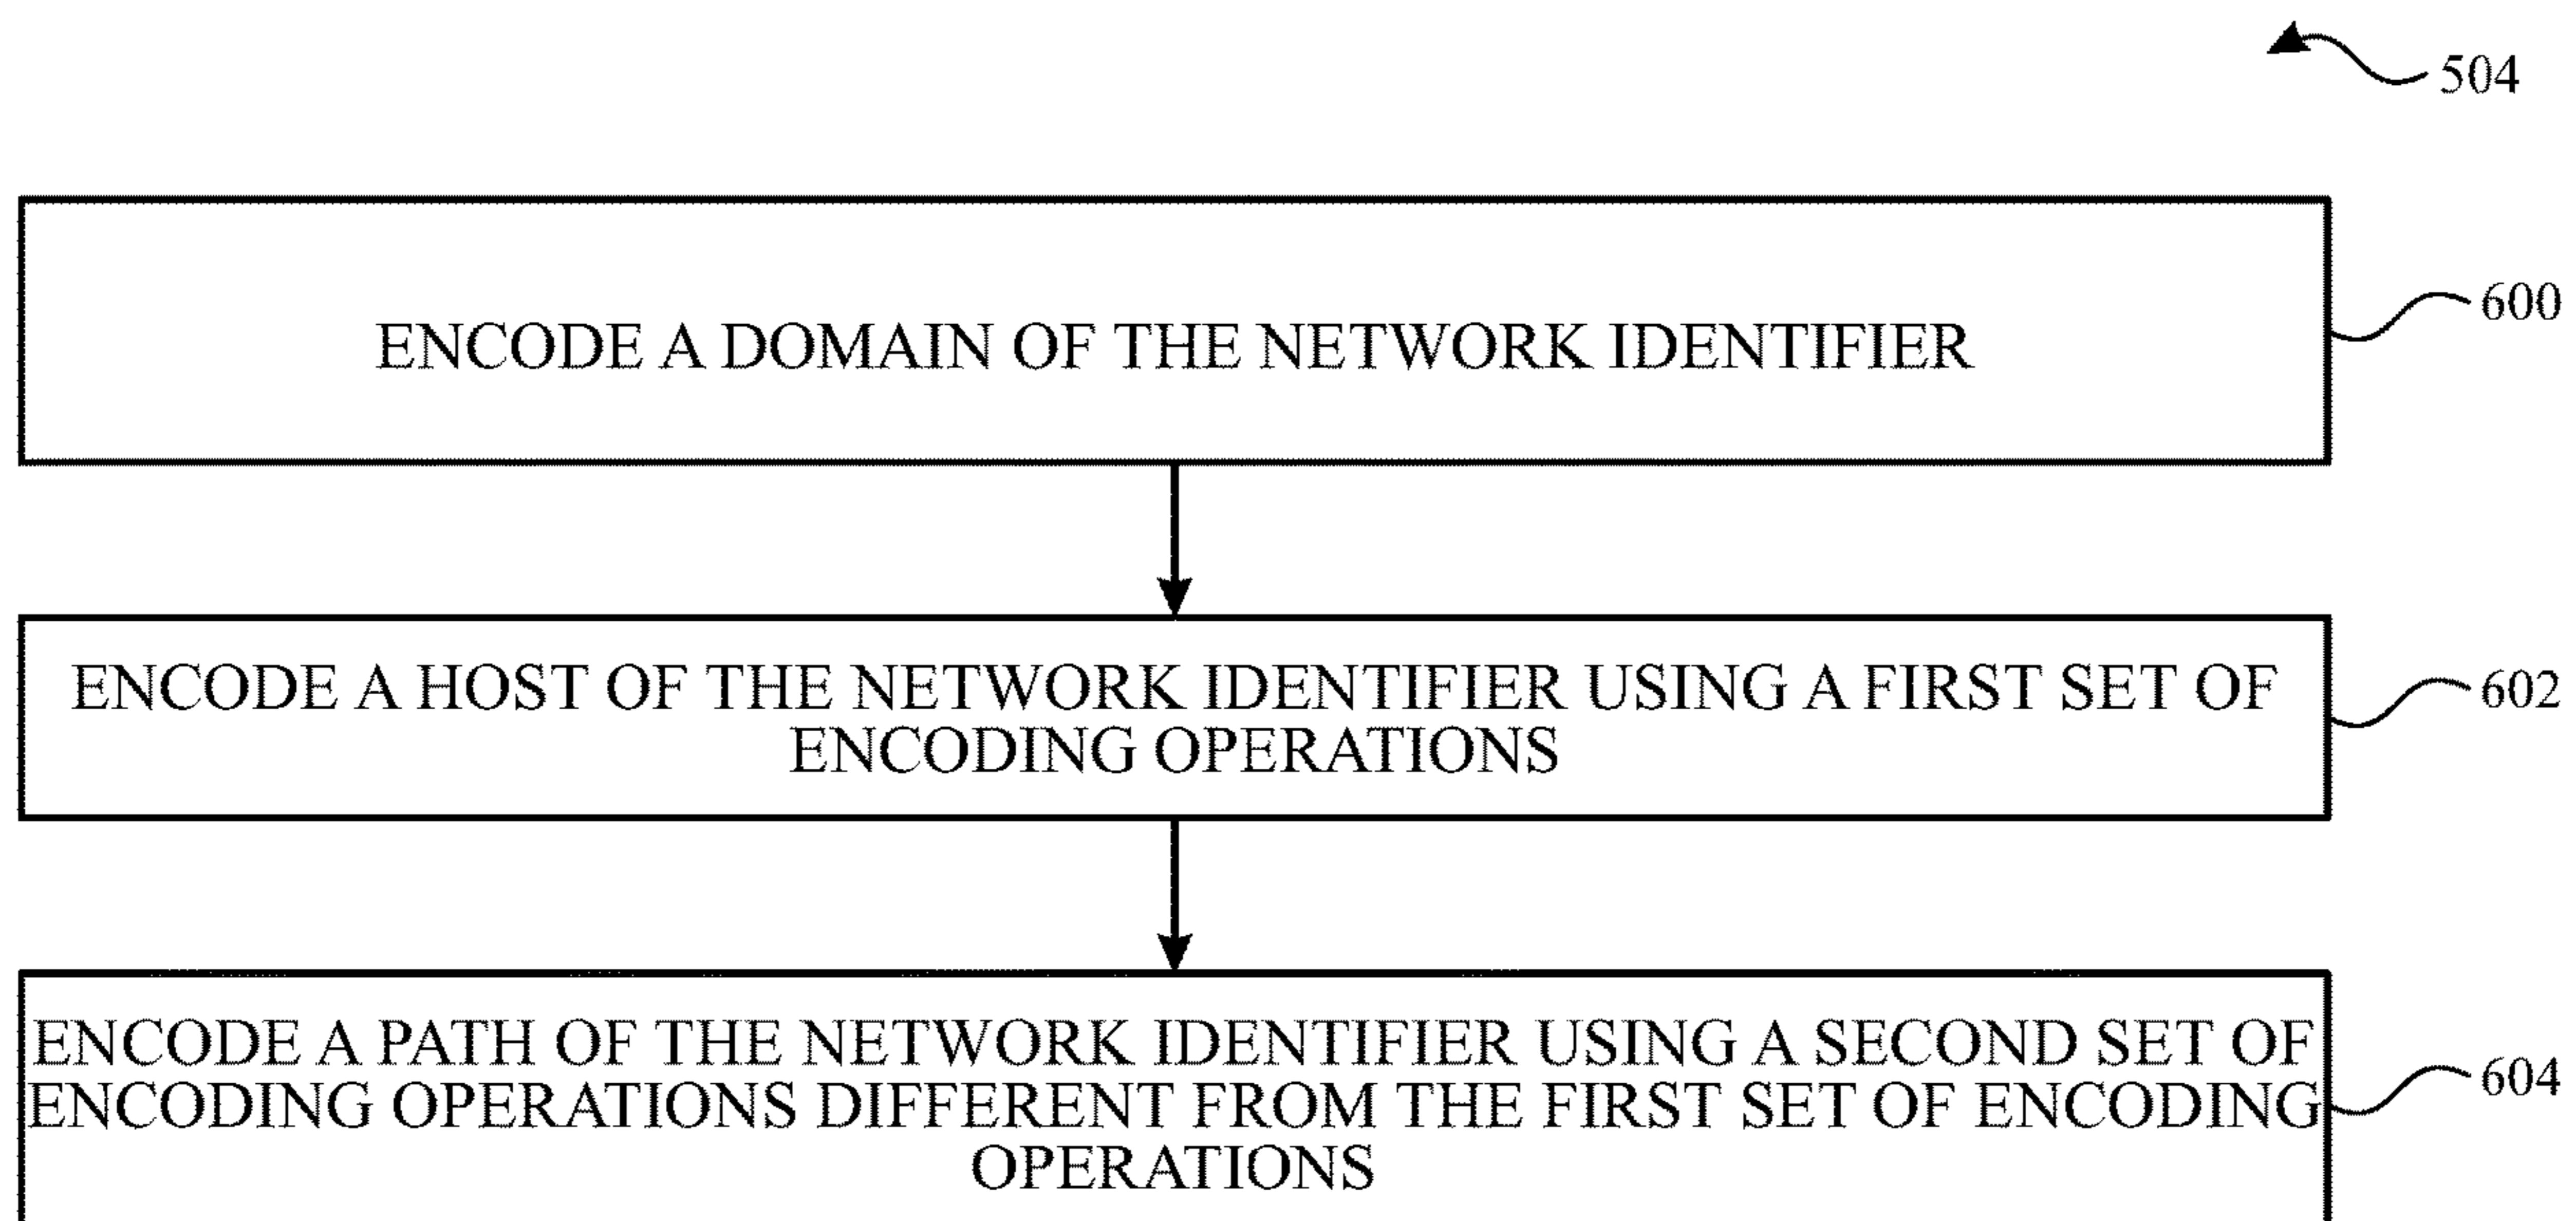 504
ENCODE A DOMAIN OF THE NETWORK IDENTIFIER
600
ENCODE A HOST OF THE NETWORK IDENTIFIER USING A FIRST SET OF
ENCODING OPERATIONS
602
ENCODE A PATH OF THE NETWORK IDENTIFIER USING A SECOND SET OF
ENCODING OPERATIONS DIFFERENT FROM THE FIRST SET OF ENCODING
OPERATIONS
604